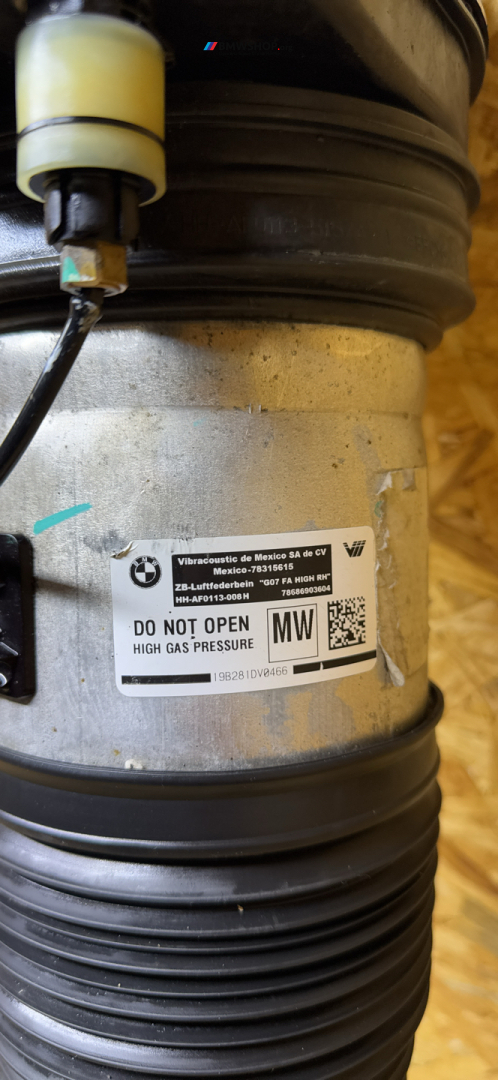 BMW
Vibracoustic de Mexico SA de CV
Mexico-78315615
ZB-Luftfederbein "G07 FA HIGH RH"
HH-AF0113-008H 78686903604
DO NOT OPEN
HIGH GAS PRESSURE
MW
19B281DV0466